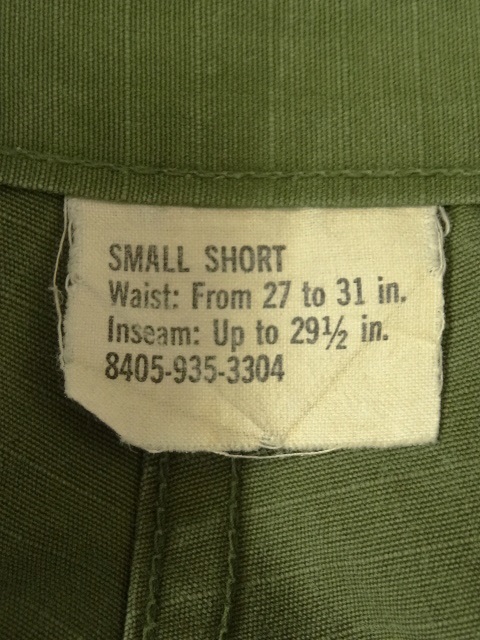 SMALL SHORT
Waist: From 27 to 31 in.
Inseam: Up to 29½ in.
8405-935-3304